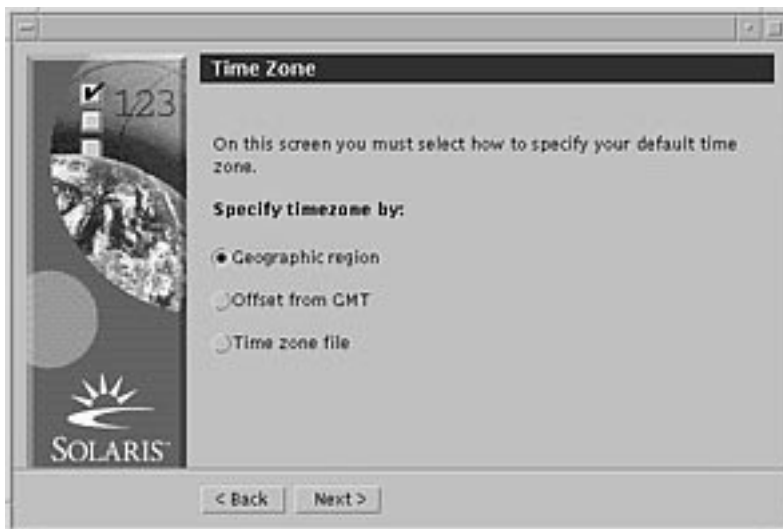 Time Zone
123
On this screen you must select how to specify your default time
zone.
Specify timezone by:
Geographic region
Offset from GMT
Time zone file
SOLARIS™
< Back
Next >